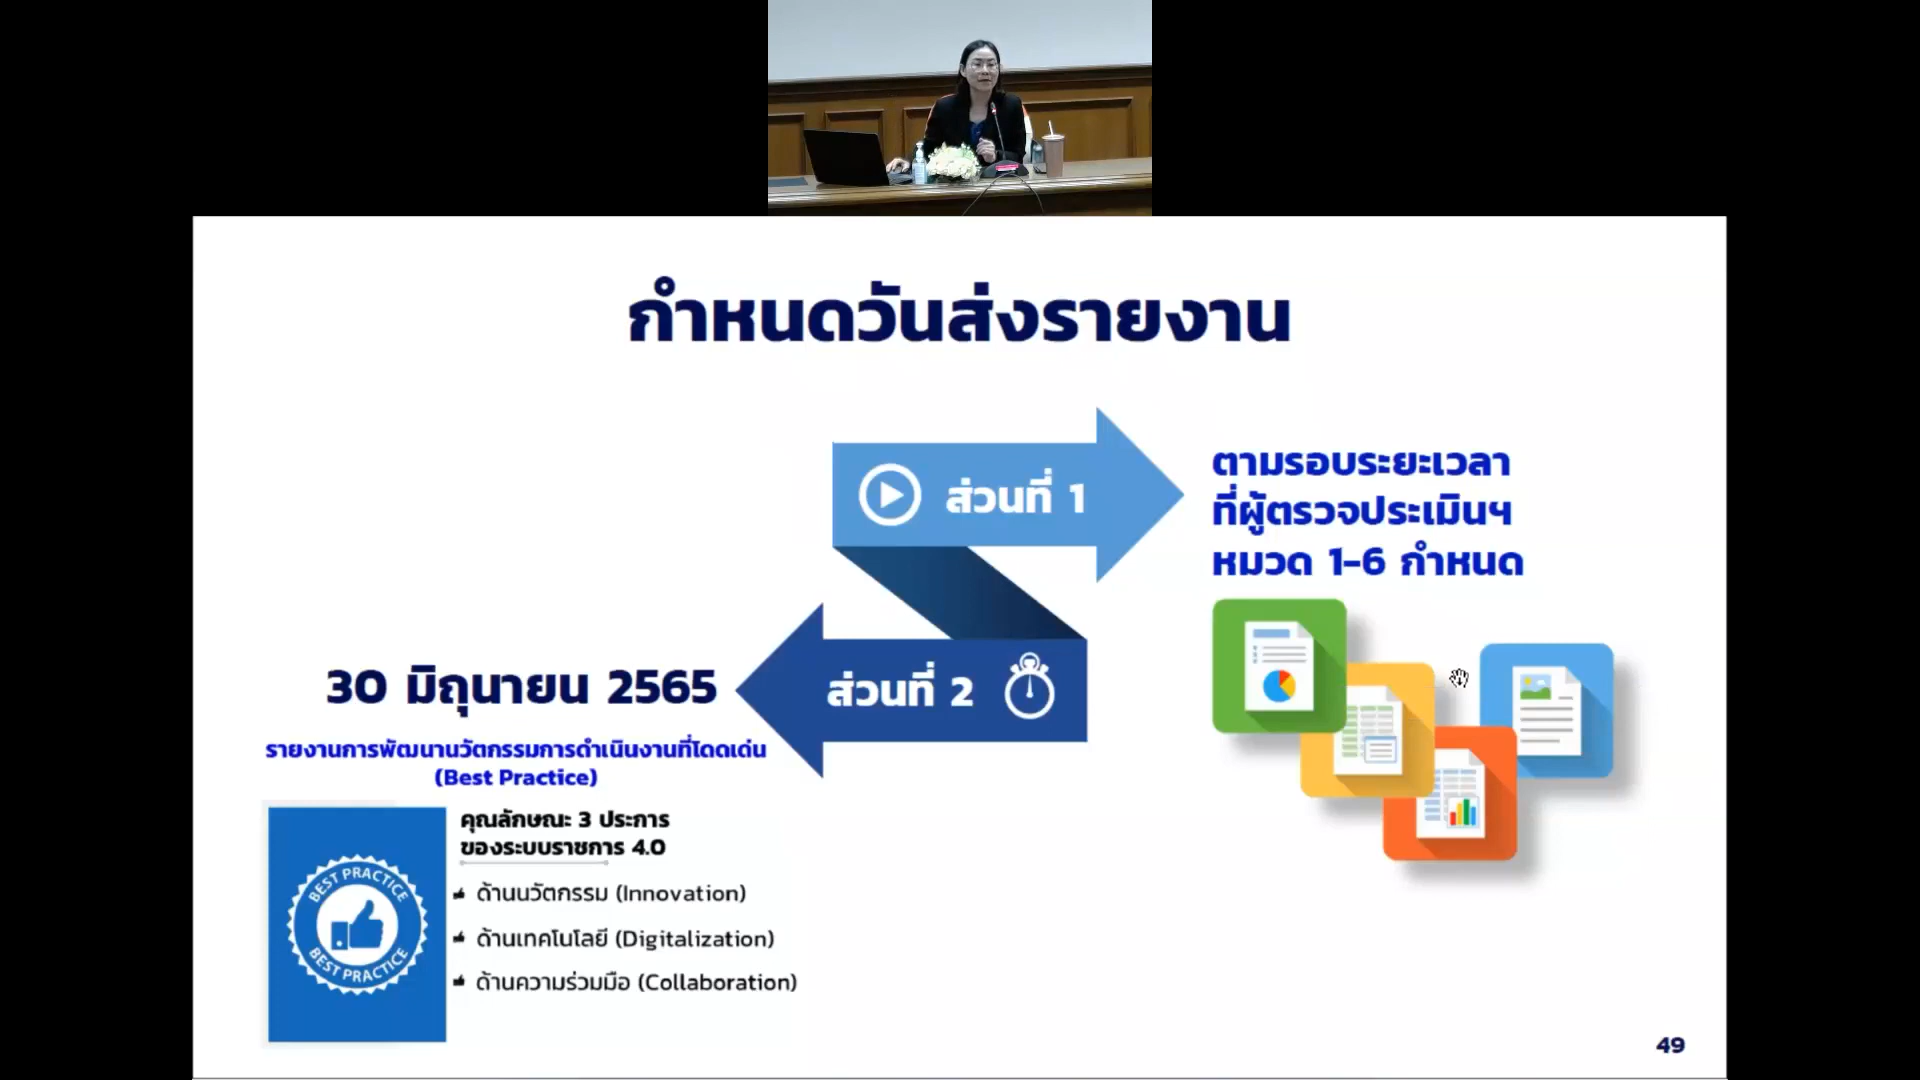 กำหนดวันส่งรายงาน
ส่วนที่ 1
ตามรอบระยะเวลา
ที่ผู้ตรวจประเมินฯ
หมวด 1-6 กำหนด
ส่วนที่ 2
30 มิถุนายน 2565
รายงานการพัฒนานวัตกรรมการดำเนินงานที่โดดเด่น
(Best Practice)
คุณลักษณะ 3 ประการ
ของระบบราชการ 4.0
ด้านนวัตกรรม (Innovation)
ด้านเทคโนโลยี (Digitalization)
ด้านความร่วมมือ (Collaboration)
BEST PRACTICE
BEST PRACTICE
49